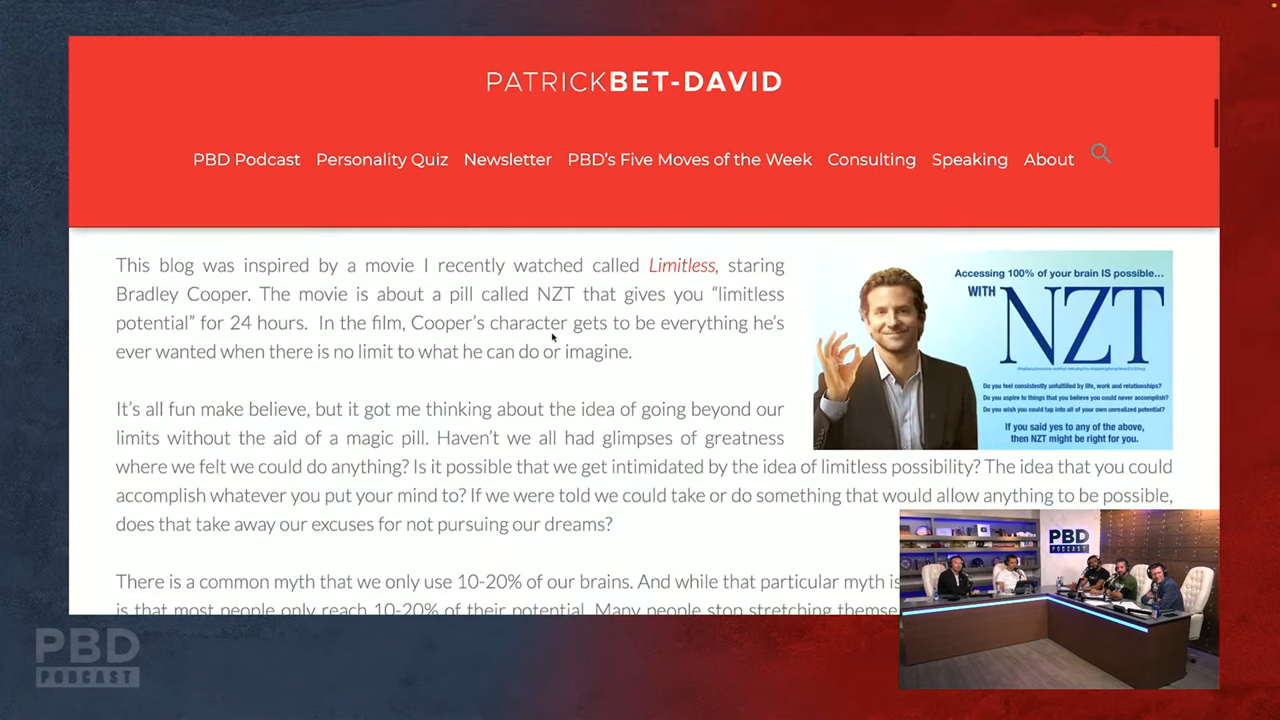 PATRICKBET-DAVID
PBD Podcast Personality Quiz Newsletter PBD's Five Moves of the Week Consulting Speaking About
This blog was inspired by a movie I recently watched called Limitless, staring
Bradley Cooper. The movie is about a pill called NZT that gives you “limitless
potential” for 24 hours. In the film, Cooper's character gets to be everything he's
ever wanted when there is no limit to what he can do or imagine.
Accessing 100% of your brain IS possible...
WITH NZT
Do you feel consistently unfulfilled by life, work and relationships?
Do you aspire to things that you believe you could never accomplish?
Do you wish you could tap into all of your own unrealized potential?
If you said yes to any of the above,
then NZT might be right for you.
It's all fun make believe, but it got me thinking about the idea of going beyond our
limits without the aid of a magic pill. Haven't we all had glimpses of greatness
where we felt we could do anything? Is it possible that we get intimidated by the idea of limitless possibility? The idea that you could
accomplish whatever you put your mind to? If we were told we could take or do something that would allow anything to be possible,
does that take away our excuses for not pursuing our dreams?
There is a common myth that we only use 10-20% of our brains. And while that particular myth is
is that most people only reach 10-20% of their potential. Many people stop stretching themse
PBD
PODCAST
PBD
PODCAST